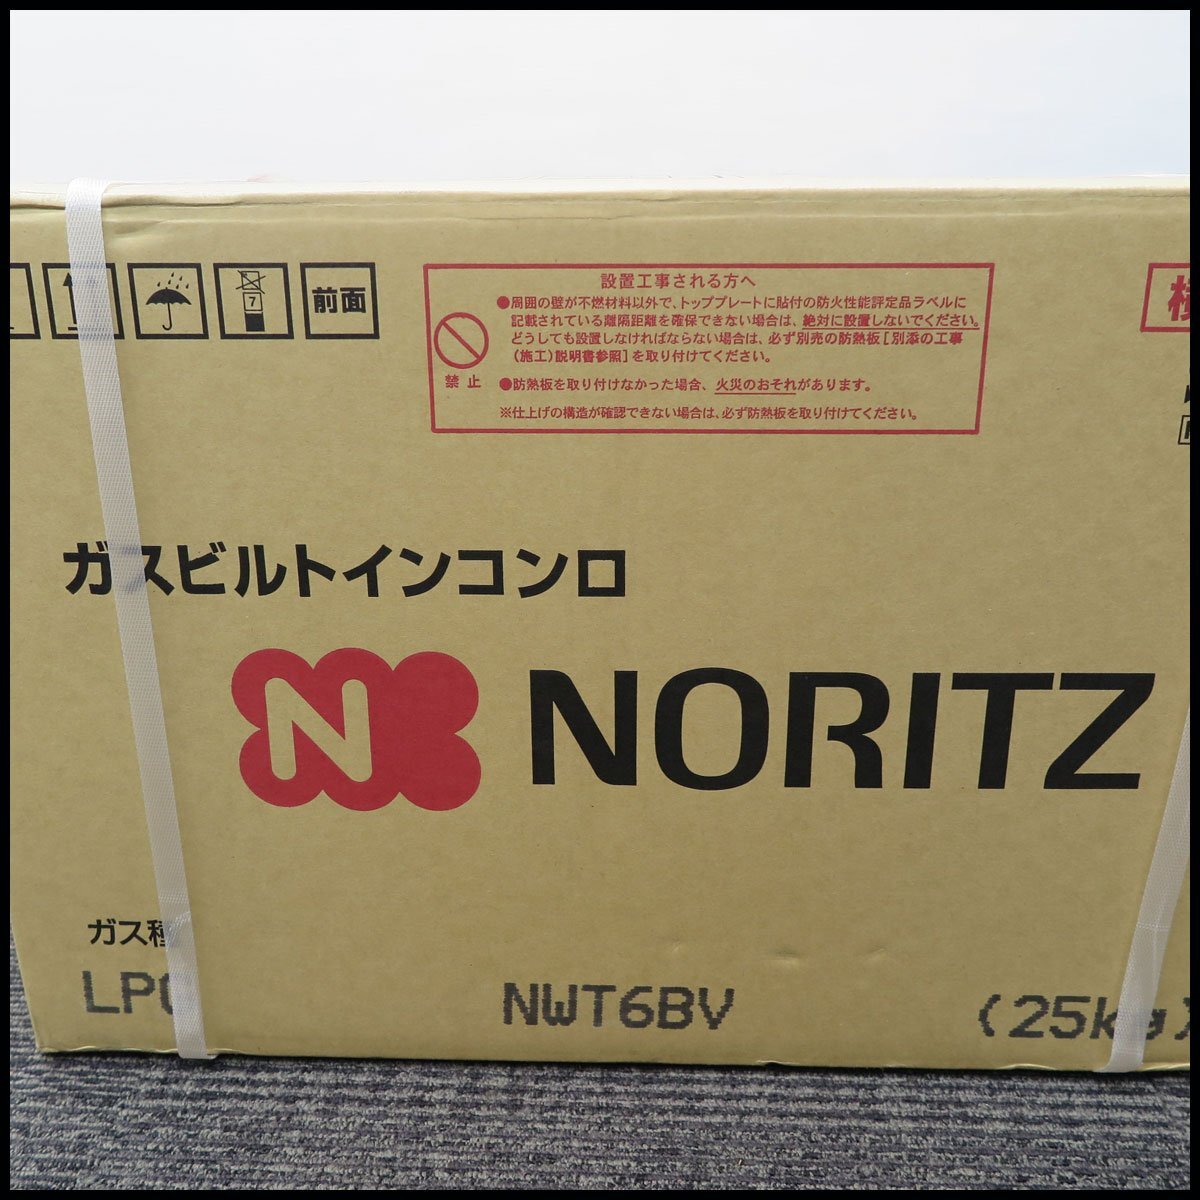 7
前面
設置工事される方へ
●周囲の壁が不燃材料以外で、トッププレートに貼付の防火性能評定品ラベルに
記載されている離隔距離を確保できない場合は、絶対に設置しないでください。
どうしても設置しなければならない場合は、必ず別売の防熱板[別添の工事
(施工)説明書参照]を取り付けてください。
禁止
●防熱板を取り付けなかった場合、火災のおそれがあります。
※仕上げの構造が確認できない場合は、必ず防熱板を取り付けてください。
ガスビルトインコンロ
N
NORITZ
ガス種
LPG
NWT6BV
(25kg)